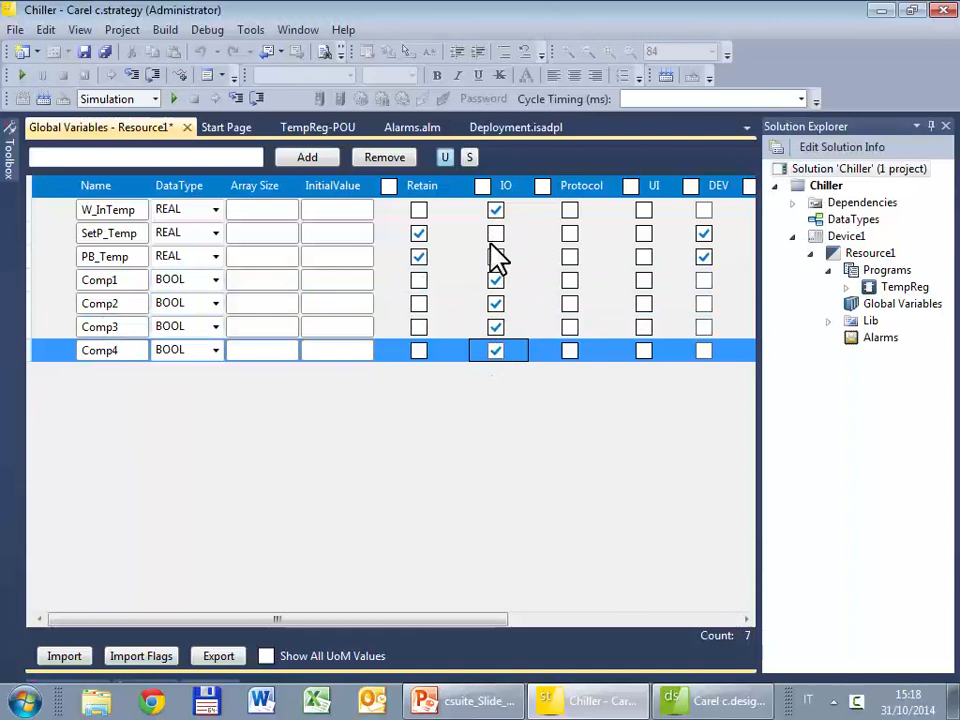 Chiller - Carel c.strategy (Administrator)
File Edit View Project Build Debug Tools Window Help
84
Simulation Password Cycle Timing (ms):
Toolbox
Global Variables - Resource1* Start Page TempReg-POU Alarms.alm Deployment.isadpl
Add Remove U S
Name DataType Array Size InitialValue Retain IO Protocol UI DEV
W_InTemp REAL
SetP_Temp REAL
PB_Temp REAL
Comp1 BOOL
Comp2 BOOL
Comp3 BOOL
Comp4 BOOL
Count: 7
Import Import Flags Export Show All UoM Values
Solution Explorer
Edit Solution Info
Solution 'Chiller' (1 project)
Chiller
Dependencies
DataTypes
Device1
Resource1
Programs
TempReg
Global Variables
Lib
Alarms
csuite_Slide_... Chiller - Car... Carel c.desig... IT 15:18
31/10/2014